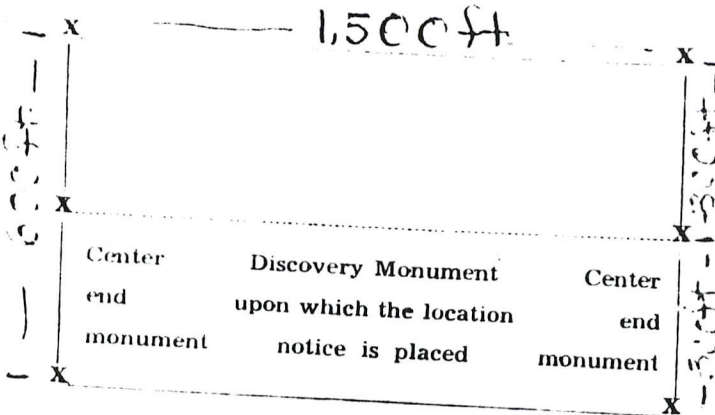 1,500ft
X
X
X
X
Center Discovery Monument Center
end upon which the location end
monument notice is placed monument
X
X